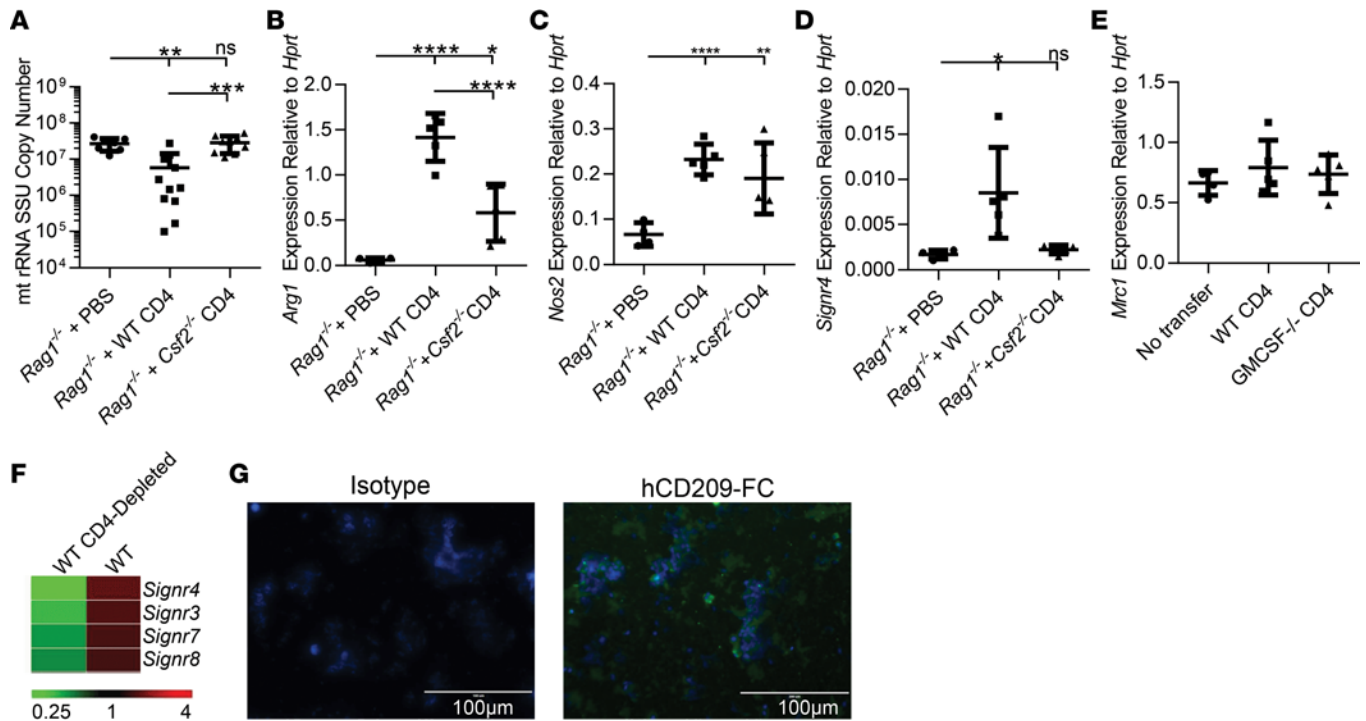 A
B
C
D
E
** ns
***
mt rRNA SSU Copy Number
10⁹
10⁸
10⁷
10⁶
10⁵
10⁴
Rag1⁻/⁻ + PBS
Rag1⁻/⁻ + WT CD4
Rag1⁻/⁻ + Csf2⁻/⁻ CD4
**** *
****
Arg1 Expression Relative to Hprt
2.0
1.5
1.0
0.5
0.0
Rag1⁻/⁻ + PBS
Rag1⁻/⁻ + WT CD4
Rag1⁻/⁻ +Csf2⁻/⁻ CD4
**** **
Nos2 Expression Relative to Hprt
0.4
0.3
0.2
0.1
0.0
Rag1⁻/⁻ + PBS
Rag1⁻/⁻ + WT CD4
Rag1⁻/⁻ +Csf2⁻/⁻ CD4
* ns
Signr4 Expression Relative to Hprt
0.020
0.015
0.010
0.005
0.000
Rag1⁻/⁻ + PBS
Rag1⁻/⁻ + WT CD4
Rag1⁻/⁻ +Csf2⁻/⁻ CD4
Mrc1 Expression Relative to Hprt
1.5
1.0
0.5
0.0
No transfer
WT CD4
GMCSF-/- CD4
F
WT CD4-Depleted
WT
Signr4
Signr3
Signr7
Signr8
0.25 1 4
G
Isotype
100µm
hCD209-FC
100µm